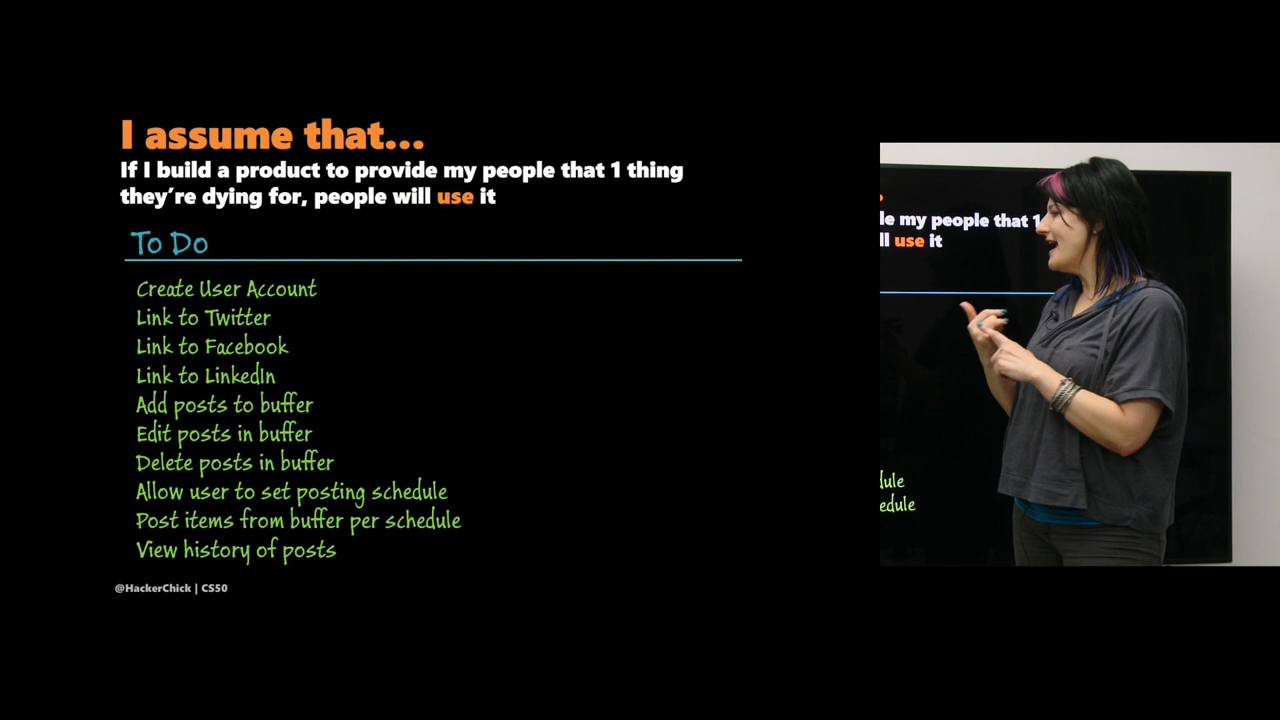 I assume that...
If I build a product to provide my people that 1 thing
they're dying for, people will use it
To Do
Create User Account
Link to Twitter
Link to Facebook
Link to LinkedIn
Add posts to buffer
Edit posts in buffer
Delete posts in buffer
Allow user to set posting schedule
Post items from buffer per schedule
View history of posts
@HackerChick | CS50
le my people that 1
ll use it
dule
edule